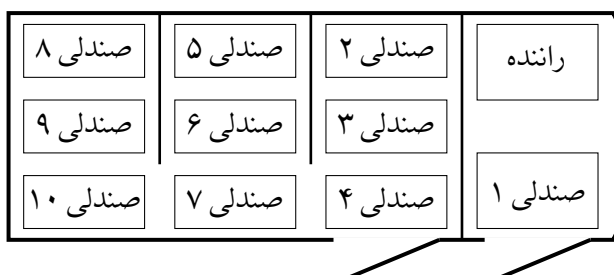 راننده
صندلی ۲
صندلی ۵
صندلی ۸
صندلی ۳
صندلی ۶
صندلی ۹
صندلی ۱
صندلی ۴
صندلی ۷
صندلی ۱۰